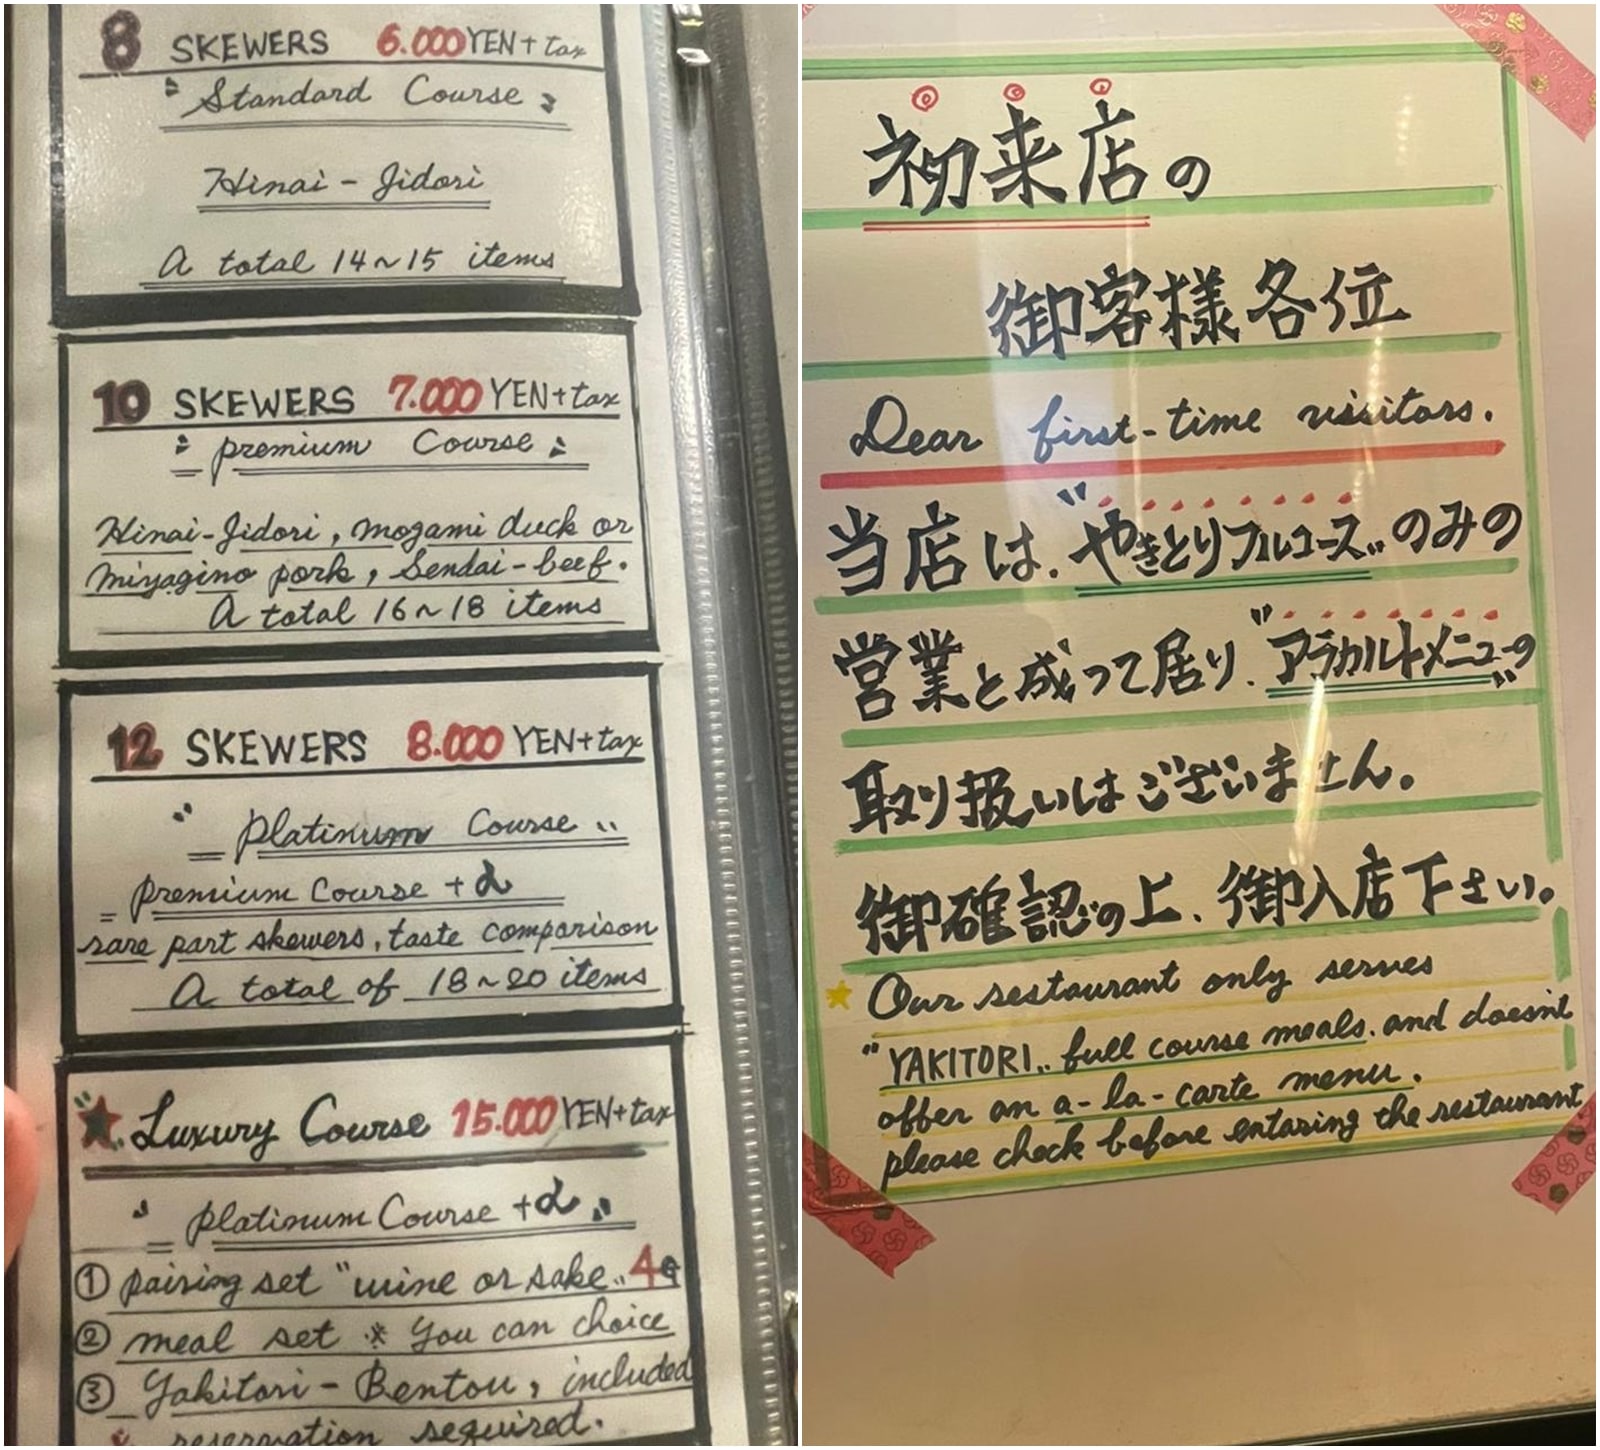 8 SKEWERS 6.000 YEN + tax
〝Standard Course〟
Hinai - Jidori
A total 14~15 items
10 SKEWERS 7.000 YEN+tax
〝premium Course〟
Hinai-Jidori, mogami duck or
miyagino pork, Sendai-beef.
A total 16~18 items
12 SKEWERS 8.000 YEN+tax
〝platinum Course〟
premium Course +α
rare part skewers, taste comparison
A total of 18~20 items
★ Luxury Course 15.000 YEN+tax
〝platinum Course +α〟
① pairing set 〝wine or sake〟
② meal set ※ You can choice
③ Yakitori - Bentou, included
reservation required.
初来店の
御客様各位
Dear first-time visitors.
当店は、〝やきとりフルコース〟のみの
営業と成って居り、〝アラカルトメニュー〟の
取り扱いはございません。
御確認の上、御入店下さい。
★ Our restaurant only serves
〝YAKITORI〟 full course meals. and doesnt
offer an a-la-carte menu.
please check before entaring the restaurant